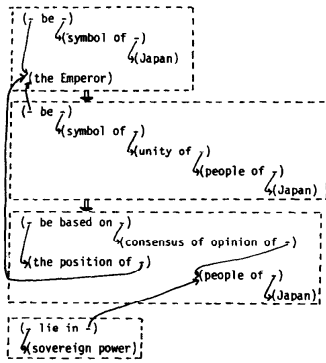 (- be -)
(symbol of -)
(Japan)
(the Emperor)
(- be -)
(symbol of -)
(unity of -)
(people of -)
(Japan)
(- be based on -)
(consensus of opinion of -)
(the position of -)
(people of -)
(Japan)
(- lie in -)
(sovereign power)